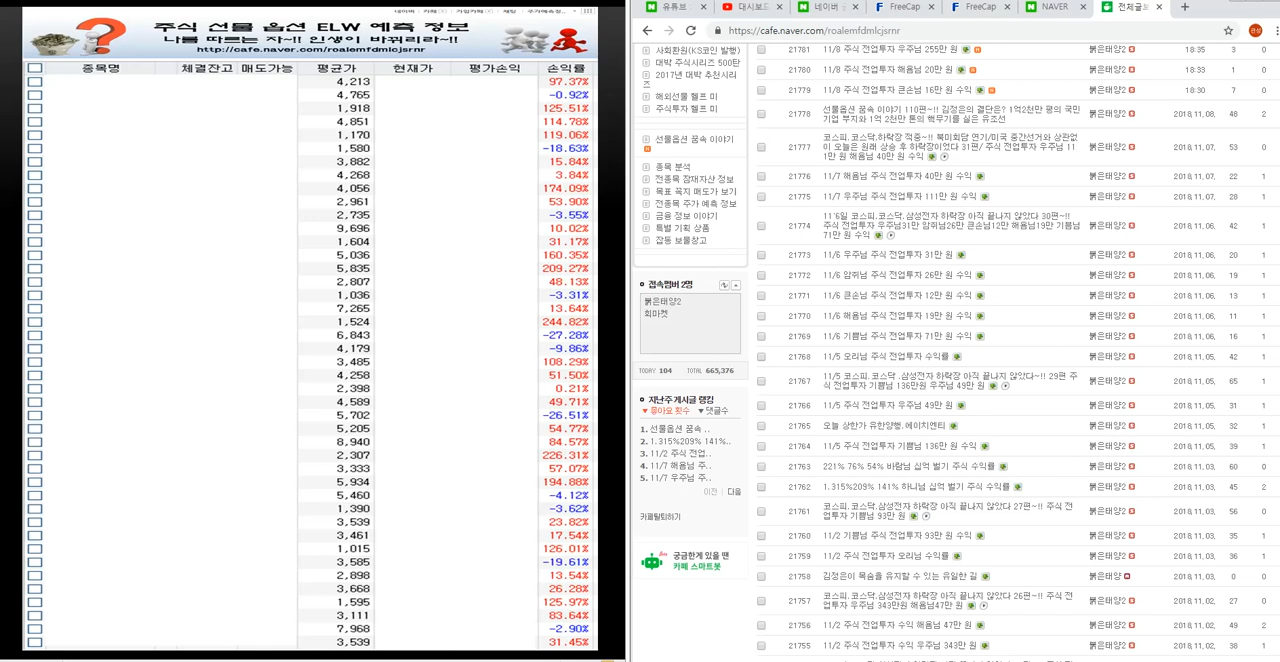 주식 선물 옵션 ELW 예측 정보
나를 따르는 자~!! 인생이 바뀌리라~!!
http://cafe.naver.com/roalemfdmlcjsrnr
종목명 체결잔고 매도가능 평균가 현재가 평가손익 손익률
4,213 97.37%
4,765 -0.92%
1,918 125.51%
4,851 114.78%
1,170 119.06%
1,580 -18.63%
3,882 15.84%
4,268 3.84%
4,056 174.09%
2,961 53.90%
2,735 -3.55%
9,696 10.02%
1,604 31.17%
5,036 160.35%
5,835 209.27%
2,807 48.13%
1,036 -3.31%
7,265 13.64%
1,524 244.82%
6,843 -27.28%
4,179 -9.86%
3,485 108.29%
4,258 51.50%
2,398 0.21%
4,589 49.71%
5,702 -26.51%
5,205 54.77%
8,940 84.57%
2,307 226.31%
3,333 57.07%
5,934 194.88%
5,460 -4.12%
1,390 -3.62%
3,539 23.82%
3,461 17.54%
1,015 126.01%
3,585 -19.61%
2,898 13.54%
3,668 26.28%
1,595 125.97%
3,111 83.64%
7,968 -2.90%
3,539 31.45%
유튜브 대시보드 네이버 FreeCap FreeCap NAVER 전체글보
https://cafe.naver.com/roalemfdmlcjsrnr
사회환원(KS코인 발행)
대박 주식시리즈 500탄
2017년 대박 추천시리
즈
해외선물 헬프 미
주식투자 헬프 미
선물옵션 꿈속 이야기
종목 분석
전종목 잠재자산 정보
목표 꼭지 매도가 보기
전종목 주가 예측 정보
금융 정보 이야기
특별 기획 상품
잡동 보물창고
접속멤버 2명
붉은태양2
회마켓
TODAY 104 TOTAL 665,376
지난주 게시글 랭킹
▼ 좋아요 횟수 ▼댓글수
1. 선물옵션 꿈속 ..
2. 1.315%209% 141%..
3. 11/2 주식 전업..
4. 11/7 해윰님 주..
5. 11/7 우주님 주..
이전 | 다음
카페탈퇴하기
궁금한게 있을 땐
카페 스마트봇
21781 11/8 주식 전업투자 우주님 255만 원 붉은태양2 18:35 3 0
21780 11/8 주식 전업투자 해윰님 20만 원 붉은태양2 18:33 1 0
21779 11/8 주식 전업투자 큰손님 16만 원 수익 붉은태양2 18:30 7 0
21778 선물옵션 꿈속 이야기 110편~!! 김정은의 결단은? 1억2천만 평의 국민
기업 부지와 1억 2천만 톤의 핵무기를 실은 유조선 붉은태양2 2018.11.08. 48 2
21777 코스피.코스닥.하락장 적중~!! 북미회담 연기/미국 중간선거와 상관없
이 오늘은 원래 상승 후 하락장이었다 31편/ 주식 전업투자 우주님 11
1만 원 해윰님 40만 원 수익 붉은태양2 2018.11.07. 53 0
21776 11/7 해윰님 주식 전업투자 40만 원 수익 붉은태양2 2018.11.07. 22 1
21775 11/7 우주님 주식 전업투자 111만 원 수익 붉은태양2 2018.11.07. 28 1
21774 11'6일 코스피.코스닥.삼성전자 하락장 아직 끝나지 않았다 30편~!!
주식 전업투자 우주님31만 암쥐님26만 큰손님12만 해윰님19만 기쁨님
71만 원 수익 붉은태양2 2018.11.06. 42 1
21773 11/6 우주님 주식 전업투자 31만 원 붉은태양2 2018.11.06. 20 1
21772 11/6 암쥐님 주식 전업투자 26만 원 수익 붉은태양2 2018.11.06. 19 1
21771 11/6 큰손님 주식 전업투자 12만 원 수익 붉은태양2 2018.11.06. 13 1
21770 11/6 해윰님 주식 전업투자 19만 원 수익 붉은태양2 2018.11.06. 11 1
21769 11/6 기쁨님 주식 전업투자 71만 원 수익 붉은태양2 2018.11.06. 16 1
21768 11/5 오리님 주식 전업투자 수익률 붉은태양2 2018.11.05. 42 1
21767 11/5 코스피.코스닥.삼성전자 하락장 아직 끝나지 않았다~!! 29편 주
식 전업투자 기쁨님 136만원 우주님 49만 원 붉은태양2 2018.11.05. 65 1
21766 11/5 주식 전업투자 우주님 49만 원 붉은태양2 2018.11.05. 31 1
21765 오늘 상한가 유한양행.에이치엔티 붉은태양2 2018.11.05. 32 1
21764 11/5 주식 전업투자 기쁨님 136만 원 수익 붉은태양2 2018.11.05. 39 1
21763 221% 76% 54% 바람님 십억 벌기 주식 수익률 붉은태양2 2018.11.03. 60 0
21762 1.315%209% 141% 하나님 십억 벌기 주식 수익률 붉은태양2 2018.11.03. 45 2
21761 코스피.코스닥.삼성전자 하락장 아직 끝나지 않았다 27편~!! 주식 전
업투자 기쁨님 93만 원 붉은태양2 2018.11.03. 56 0
21760 11/2 기쁨님 주식 전업투자 93만 원 수익 붉은태양2 2018.11.03. 35 1
21759 11/2 주식 전업투자 오리님 수익률 붉은태양2 2018.11.03. 36 1
21758 김정은이 목숨을 유지할 수 있는 유일한 길 붉은태양 2018.11.03. 0 0
21757 코스피.코스닥.삼성전자 하락장 아직 끝나지 않았다 26편~!! 주식 전
업투자 우주님 343만원 해윰님47만 원 붉은태양2 2018.11.02. 27 0
21756 11/2 주식 전업투자 수익 해윰님 47만 원 붉은태양2 2018.11.02. 49 2
21755 11/2 주식 전업투자 수익 우주님 343만 원 붉은태양2 2018.11.02. 38 1